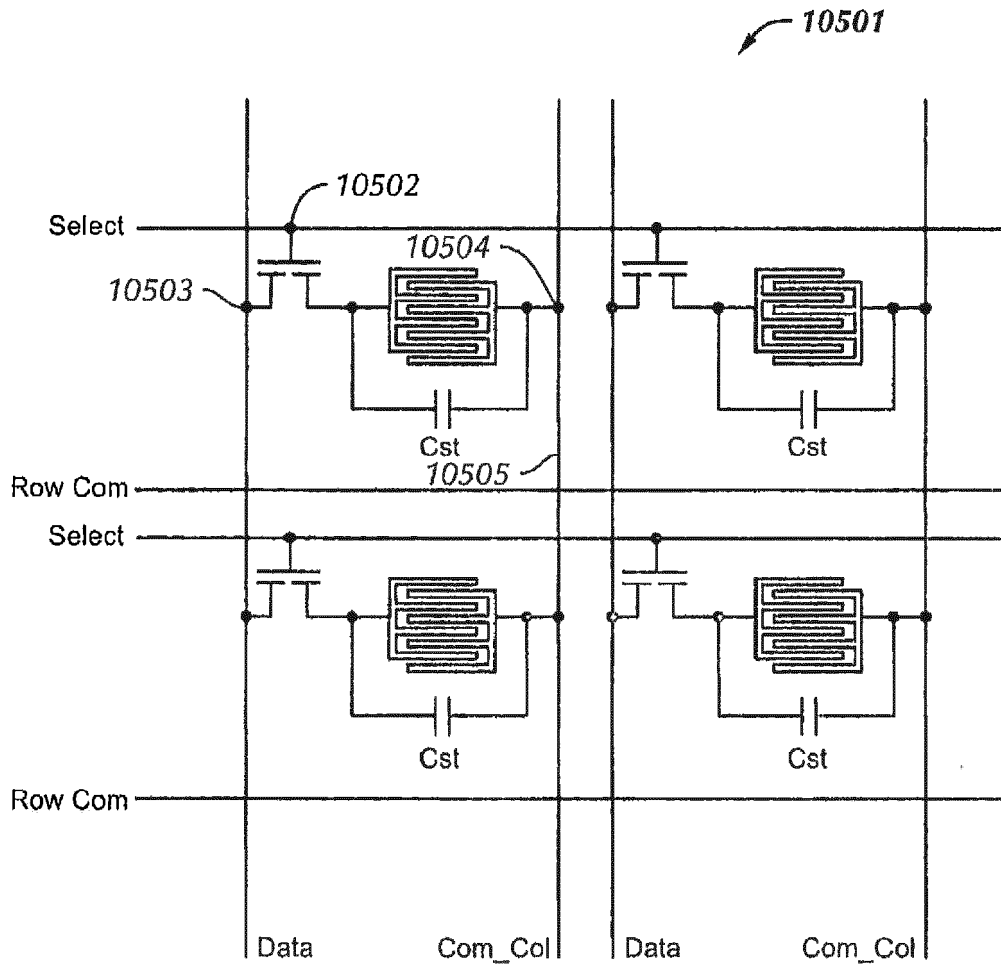 10501
10502
Select
10504
10503
Cst
Cst
10505
Row Com
Select
Cst
Cst
Row Com
Data
Com_Col
Data
Com_Col